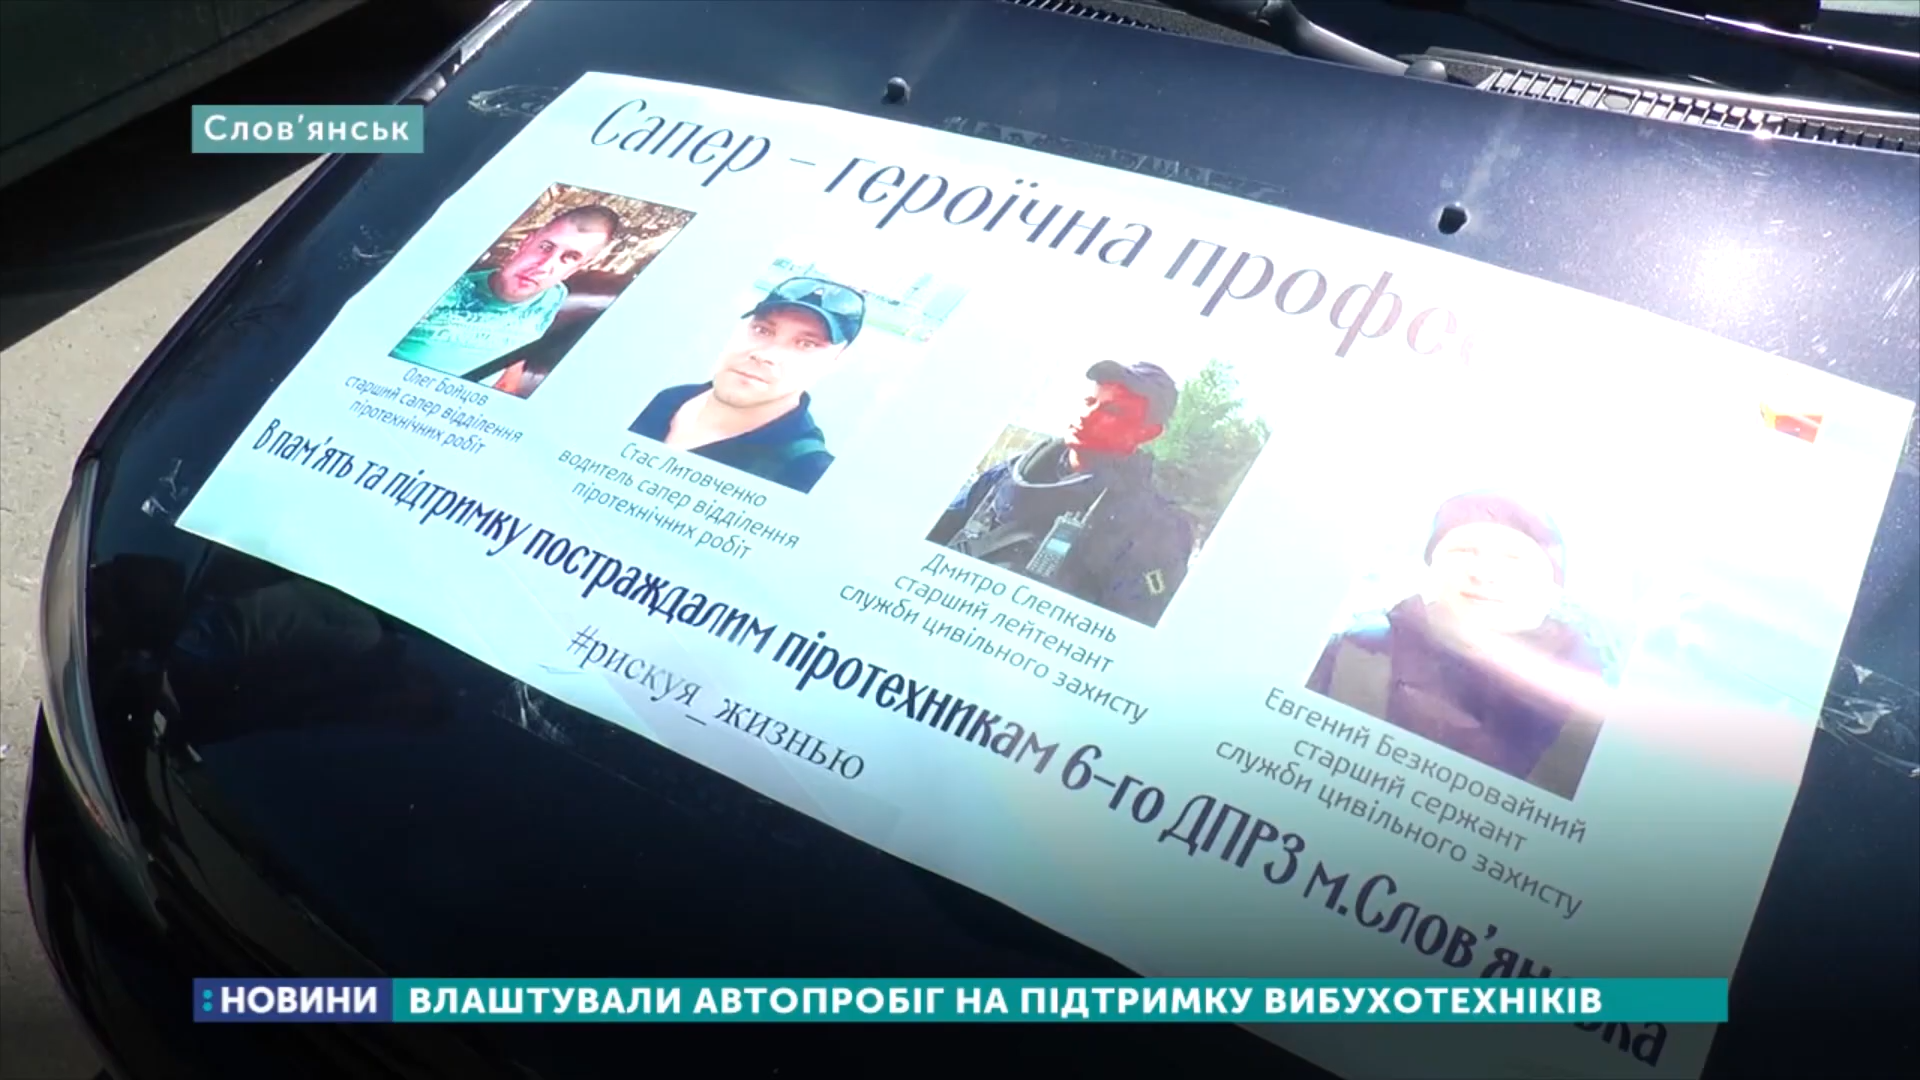 Слов'янськ
Сапер – героїчна
Олег Бойцов
старший сапер відділення
піротехнічних робіт
Стас Литовченко
водитель сапер відділення
піротехнічних робіт
Дмитро Слепкань
старший лейтенант
служби цивільного захисту
Евгений Безкоровайний
старший сержант
служби цивільного захисту
В пам'ять та підтримку постраждалим піротехникам 6-го ДПРЗ м.Слов'янська
#рискуя_жизнью
НОВИНИ ВЛАШТУВАЛИ АВТОПРОБІГ НА ПІДТРИМКУ ВИБУХОТЕХНІКІВ